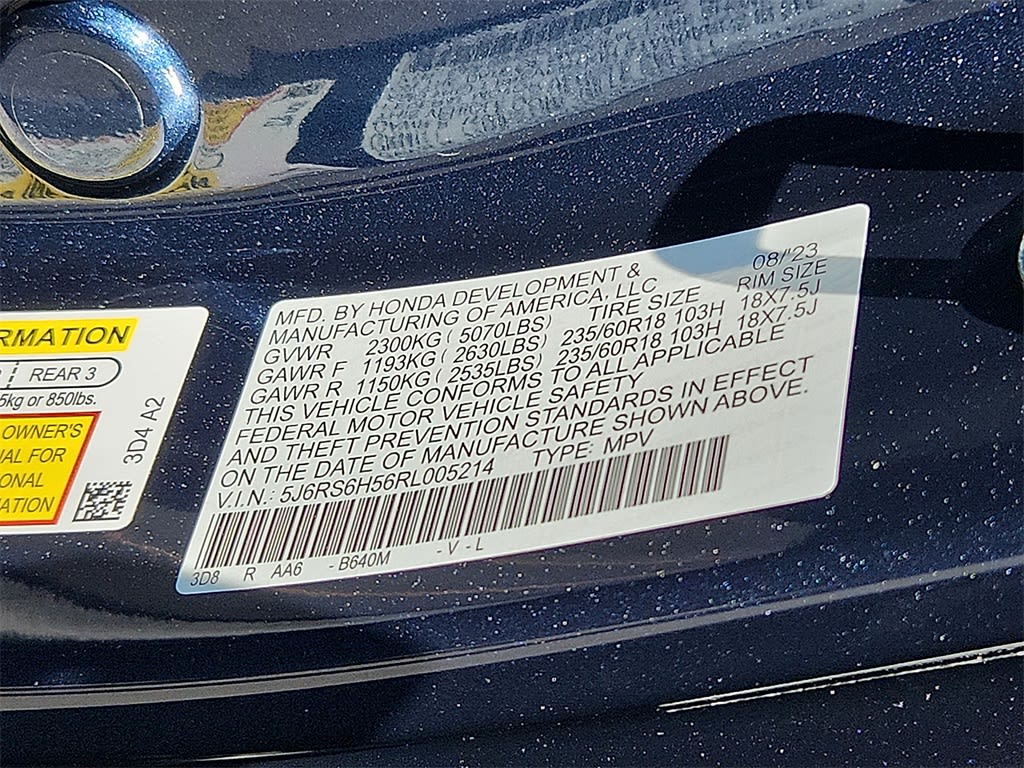 MFD. BY HONDA DEVELOPMENT &
MANUFACTURING OF AMERICA, LLC 08/'23
GVWR 2300KG ( 5070LBS) TIRE SIZE RIM SIZE
GAWR F 1193KG ( 2630LBS) 235/60R18 103H 18X7.5J
GAWR R 1150KG ( 2535LBS) 235/60R18 103H 18X7.5J
THIS VEHICLE CONFORMS TO ALL APPLICABLE
FEDERAL MOTOR VEHICLE SAFETY
AND THEFT PREVENTION STANDARDS IN EFFECT
ON THE DATE OF MANUFACTURE SHOWN ABOVE.
V.I.N.: 5J6RS6H56RL005214 TYPE: MPV
3D8 R AA6 - B640M - V - L
RMATION
REAR 3
5kg or 850lbs.
OWNER'S
FOR
3D4 A2